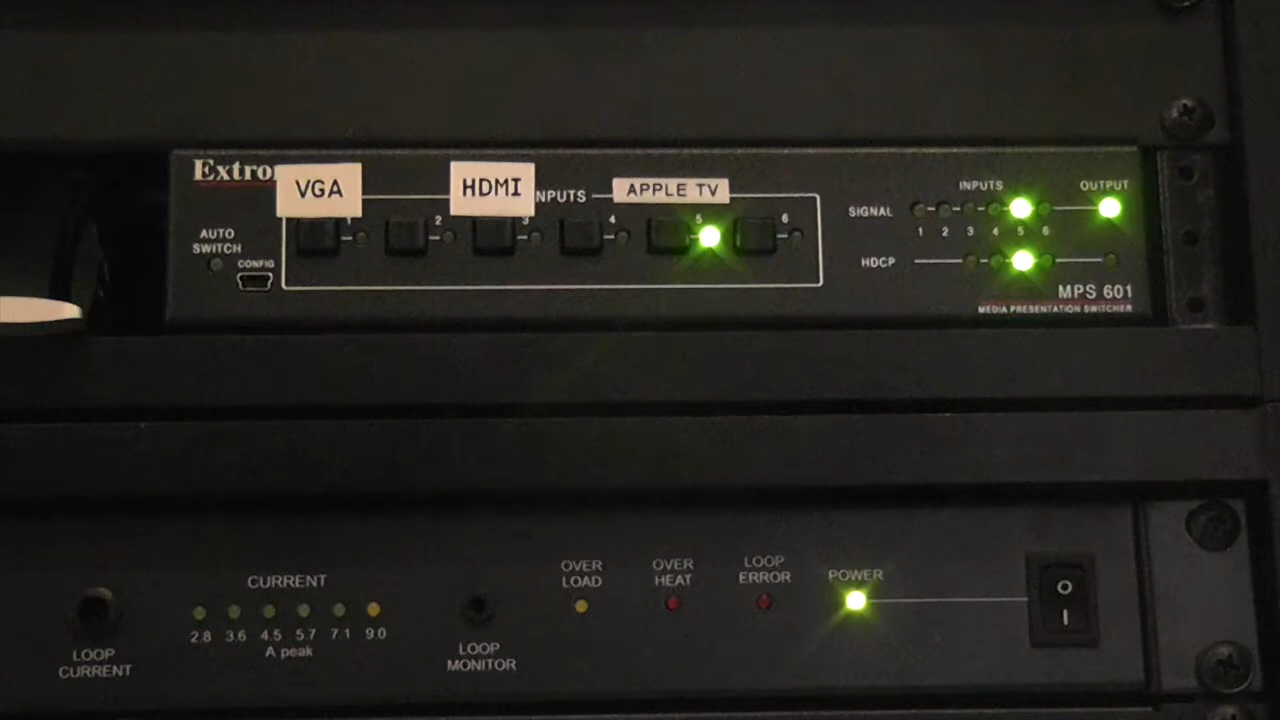 Extro
VGA
HDMI
NPUTS
APPLE TV
1 2 3 4 5 6
AUTO
SWITCH
CONFIG
INPUTS
OUTPUT
SIGNAL
1 2 3 4 5 6
HDCP
MPS 601
MEDIA PRESENTATION SWITCHER
CURRENT
2.8 3.6 4.5 5.7 7.1 9.0
A peak
LOOP
CURRENT
LOOP
MONITOR
OVER
LOAD
OVER
HEAT
LOOP
ERROR
POWER
O
I